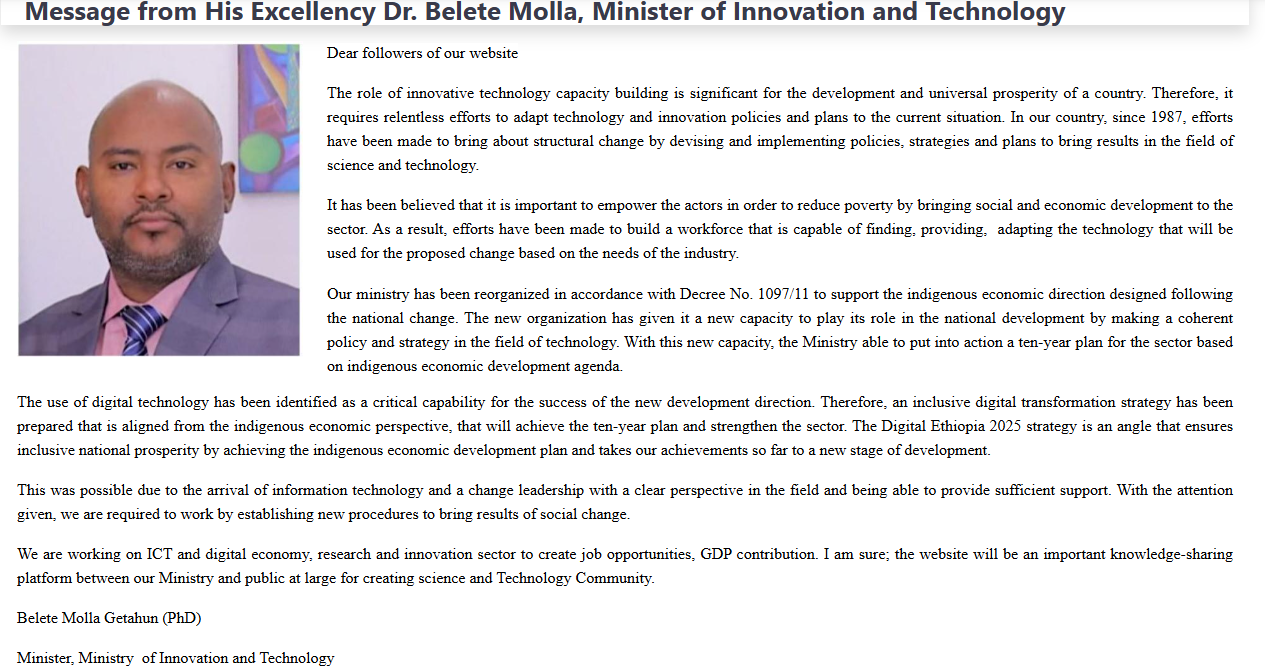 Message from His Excellency Dr. Belete Molla, Minister of Innovation and Technology
Dear followers of our website
The role of innovative technology capacity building is significant for the development and universal prosperity of a country. Therefore, it
requires relentless efforts to adapt technology and innovation policies and plans to the current situation. In our country, since 1987, efforts
have been made to bring about structural change by devising and implementing policies, strategies and plans to bring results in the field of
science and technology.
It has been believed that it is important to empower the actors in order to reduce poverty by bringing social and economic development to the
sector. As a result, efforts have been made to build a workforce that is capable of finding, providing,  adapting the technology that will be
used for the proposed change based on the needs of the industry.
Our ministry has been reorganized in accordance with Decree No. 1097/11 to support the indigenous economic direction designed following
the national change. The new organization has given it a new capacity to play its role in the national development by making a coherent
policy and strategy in the field of technology. With this new capacity, the Ministry able to put into action a ten-year plan for the sector based
on indigenous economic development agenda.
The use of digital technology has been identified as a critical capability for the success of the new development direction. Therefore, an inclusive digital transformation strategy has been
prepared that is aligned from the indigenous economic perspective, that will achieve the ten-year plan and strengthen the sector. The Digital Ethiopia 2025 strategy is an angle that ensures
inclusive national prosperity by achieving the indigenous economic development plan and takes our achievements so far to a new stage of development.
This was possible due to the arrival of information technology and a change leadership with a clear perspective in the field and being able to provide sufficient support. With the attention
given, we are required to work by establishing new procedures to bring results of social change.
We are working on ICT and digital economy, research and innovation sector to create job opportunities, GDP contribution. I am sure; the website will be an important knowledge-sharing
platform between our Ministry and public at large for creating science and Technology Community.
Belete Molla Getahun (PhD)
Minister, Ministry  of Innovation and Technology